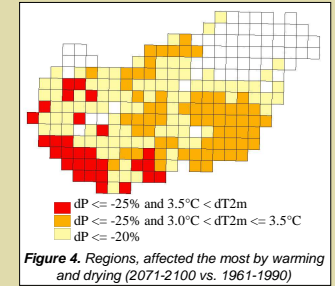 dP <= -25% and 3.5°C < dT2m
dP <= -25% and 3.0°C < dT2m <= 3.5°C
dP <= -20%
Figure 4. Regions, affected the most by warming
and drying (2071-2100 vs. 1961-1990)